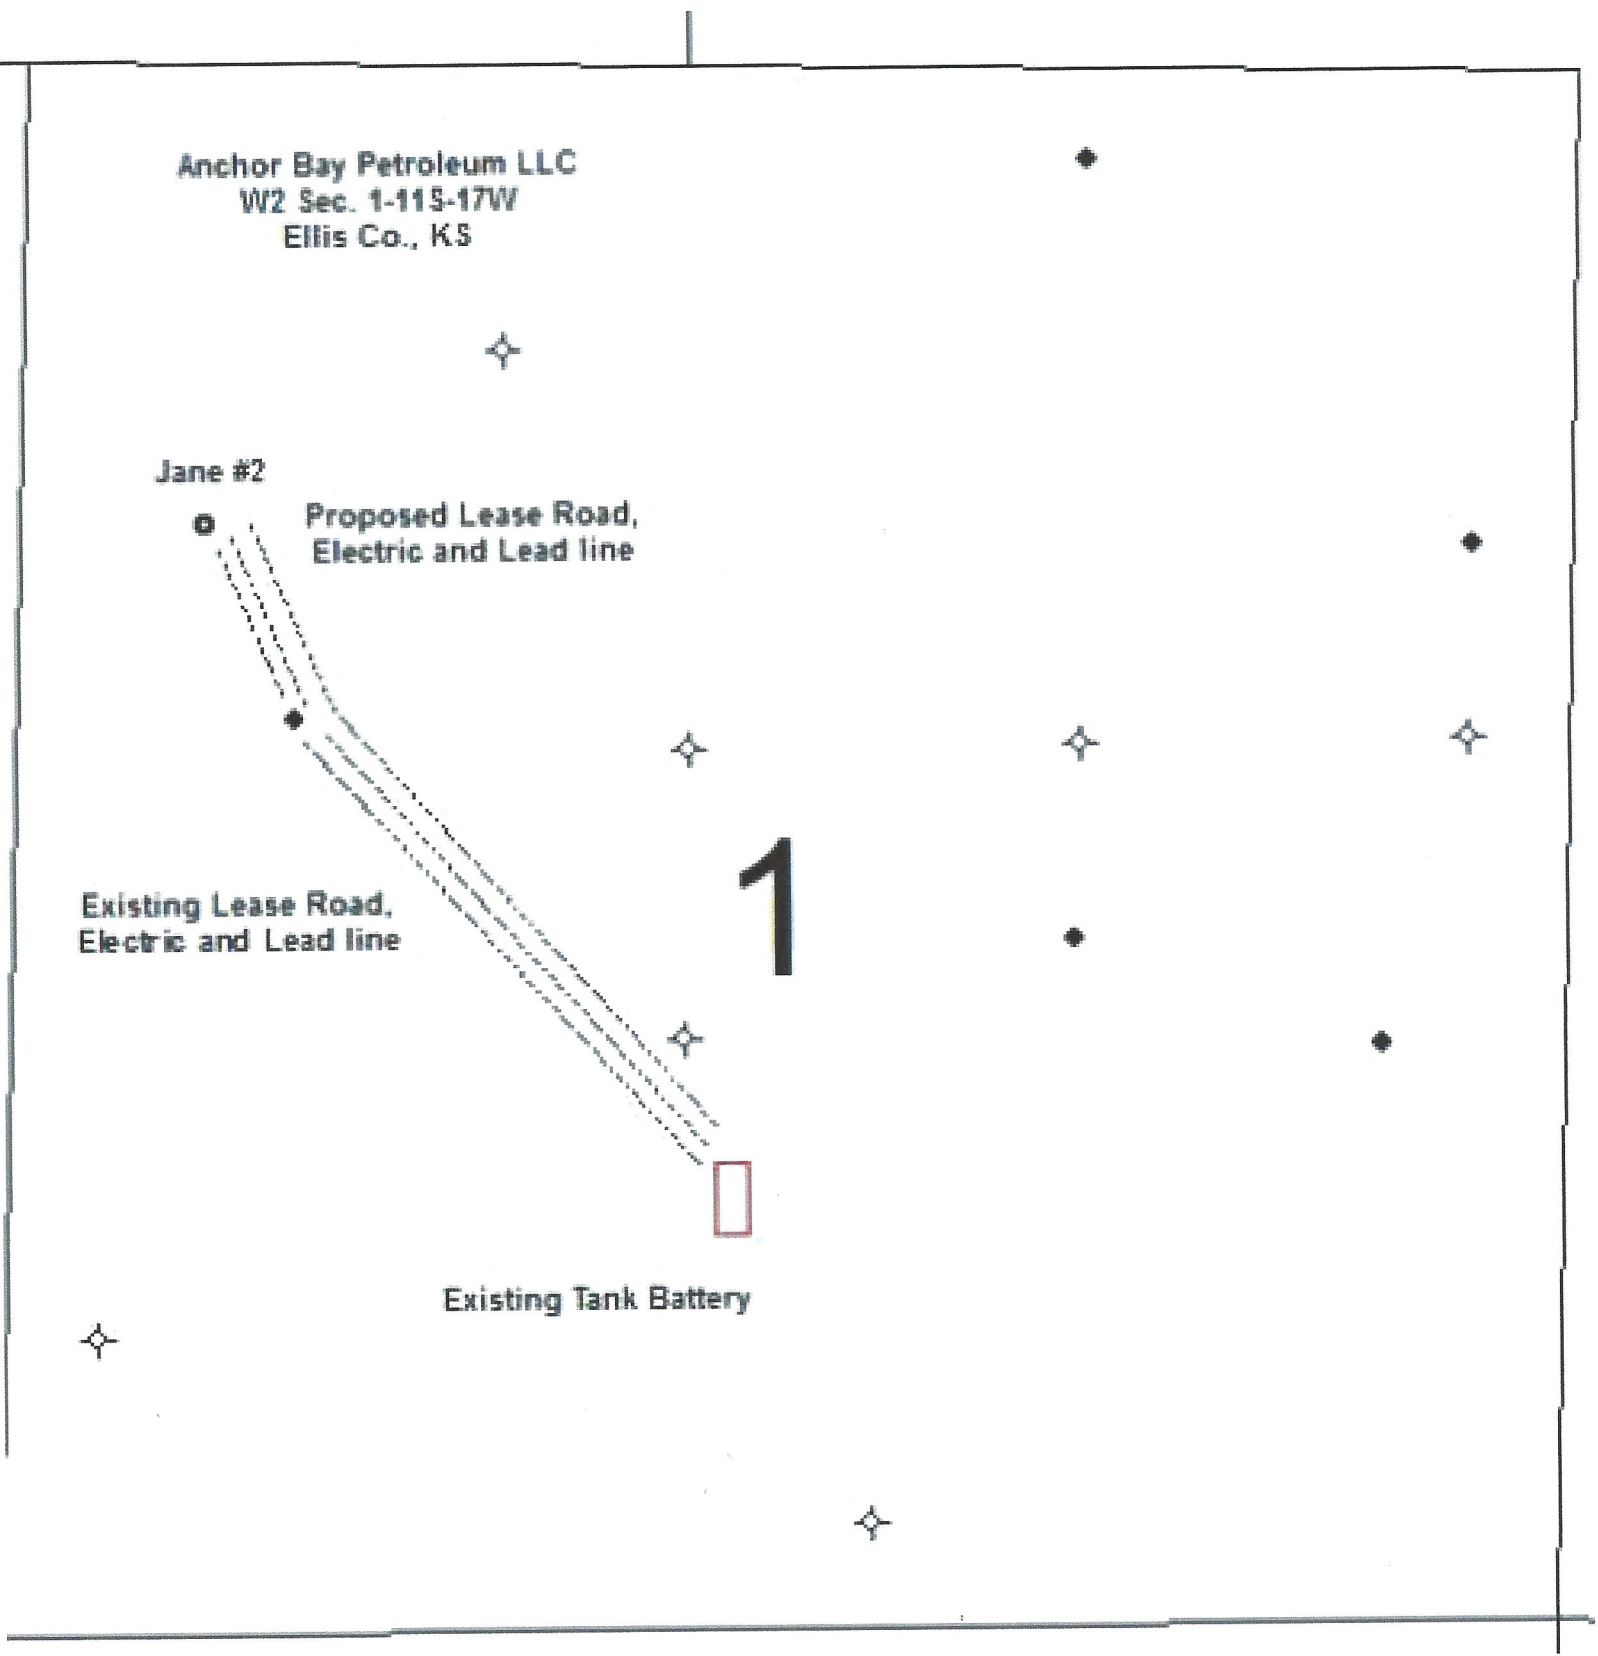 Anchor Bay Petroleum LLC
W2 Sec. 1-11S-17W
Ellis Co., KS
Jane #2
Proposed Lease Road,
Electric and Lead line
1
Existing Lease Road,
Electric and Lead line
Existing Tank Battery